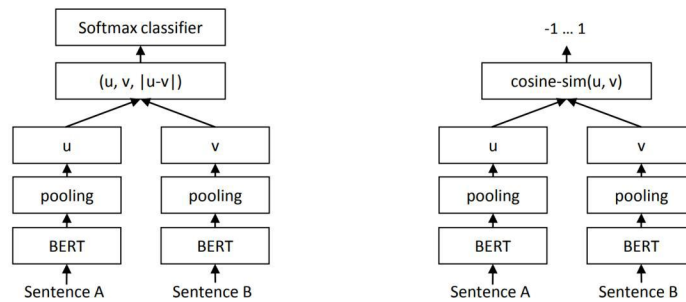 Softmax classifier
(u, v, |u-v|)
u
v
pooling
pooling
BERT
BERT
Sentence A
Sentence B
-1 … 1
cosine-sim(u, v)
u
v
pooling
pooling
BERT
BERT
Sentence A
Sentence B